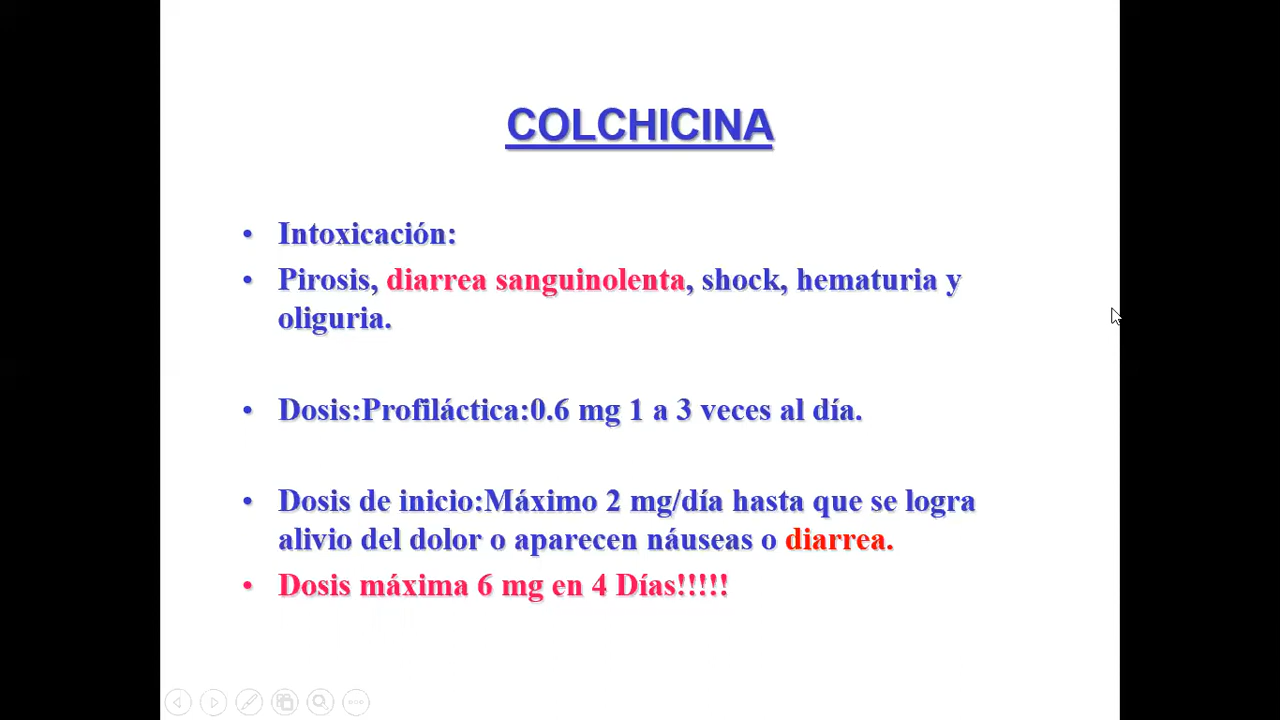 COLCHICINA
• Intoxicación:
• Pirosis, diarrea sanguinolenta, shock, hematuria y
oliguria.
• Dosis:Profiláctica:0.6 mg 1 a 3 veces al día.
• Dosis de inicio:Máximo 2 mg/día hasta que se logra
alivio del dolor o aparecen náuseas o diarrea.
• Dosis máxima 6 mg en 4 Días!!!!!